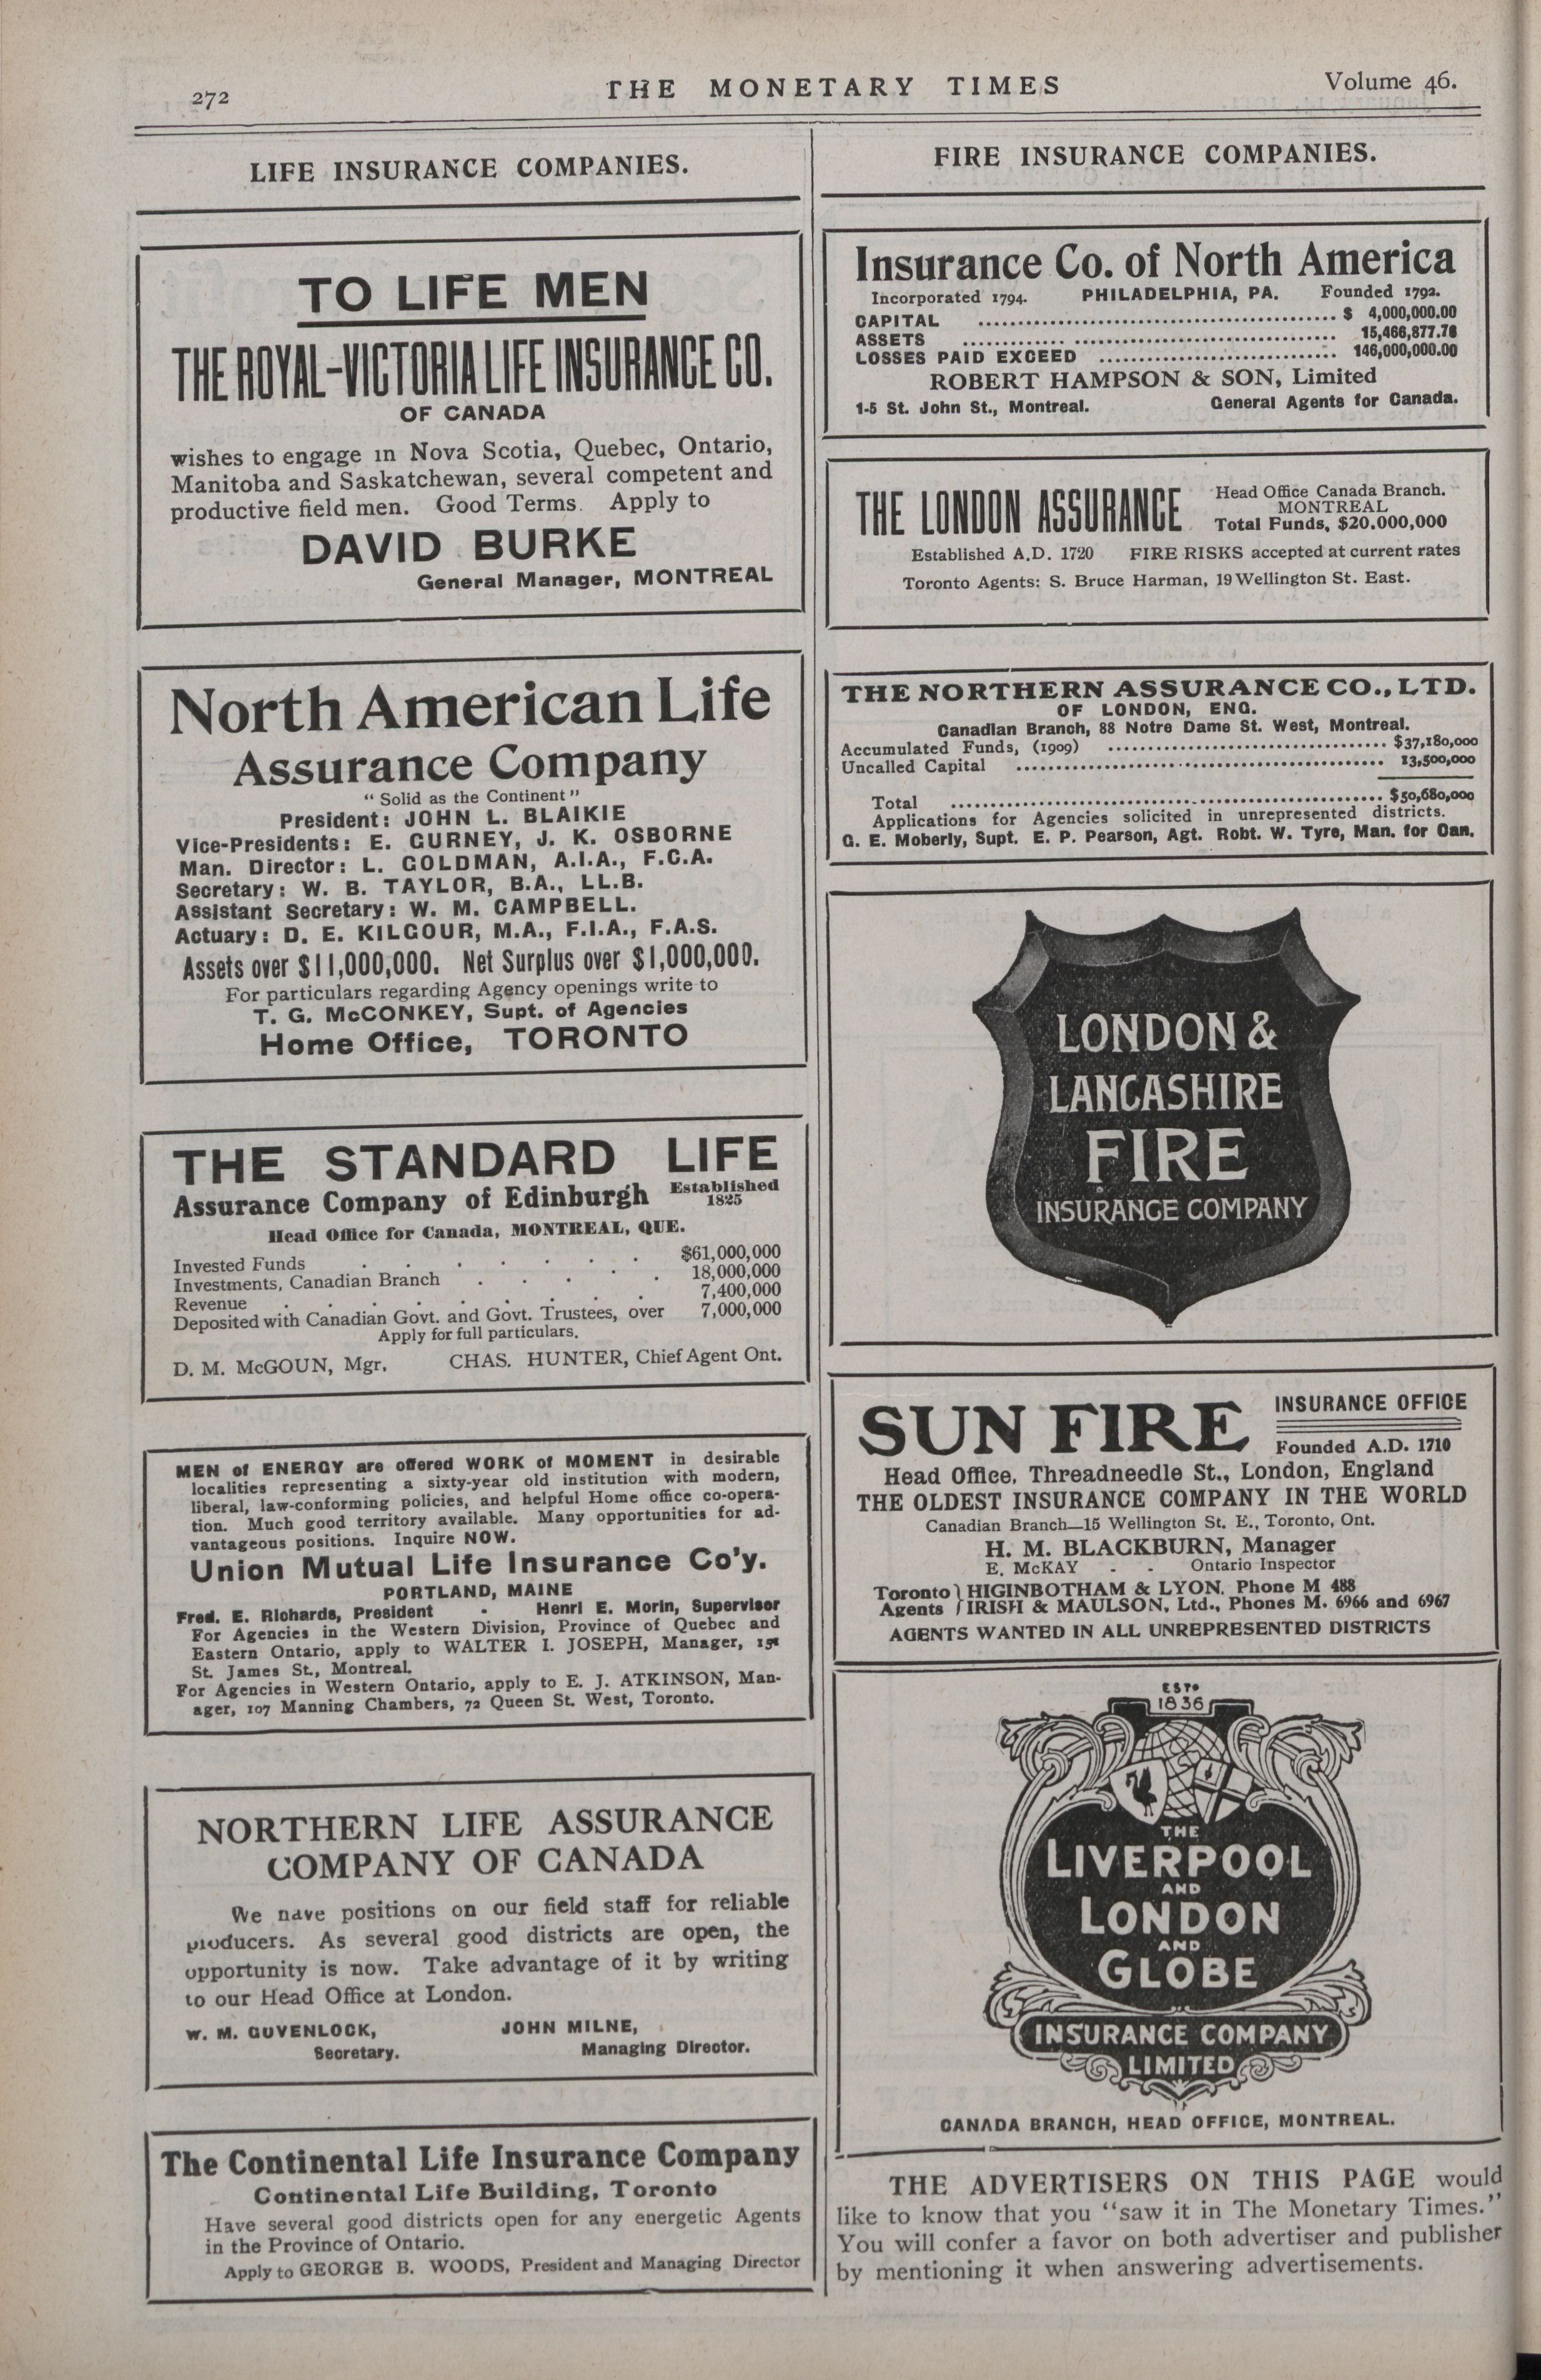 272
THE MONETARY TIMES
Volume 46.
LIFE INSURANCE COMPANIES.
TO LIFE MEN
THE ROYAL-VICTORIA LIFE INSURANCE CO.
OF CANADA
wishes to engage in Nova Scotia, Quebec, Ontario,
Manitoba and Saskatchewan, several competent and
productive field men. Good Terms. Apply to
DAVID BURKE
General Manager, MONTREAL
North American Life
Assurance Company
"Solid as the Continent"
President: JOHN L. BLAIKIE
Vice-Presidents: E. GURNEY, J. K. OSBORNE
Man. Director: L. GOLDMAN, A.I.A., F.C.A.
Secretary: W. B. TAYLOR, B.A., LL.B.
Assistant Secretary: W. M. CAMPBELL.
Actuary: D. E. KILGOUR, M.A., F.I.A., F.A.S.
Assets over $11,000,000. Net Surplus over $1,000,000.
For particulars regarding Agency openings write to
T. G. McCONKEY, Supt. of Agencies
Home Office, TORONTO
THE STANDARD LIFE
Assurance Company of Edinburgh Established 1825
Head Office for Canada, MONTREAL, QUE.
Invested Funds . . . . . . . $61,000,000
Investments, Canadian Branch . . . . . 18,000,000
Revenue . . . . . . . . 7,400,000
Deposited with Canadian Govt. and Govt. Trustees, over 7,000,000
Apply for full particulars.
D. M. McGOUN, Mgr. CHAS. HUNTER, Chief Agent Ont.
MEN of ENERGY are offered WORK of MOMENT in desirable
localities representing a sixty-year old institution with modern,
liberal, law-conforming policies, and helpful Home office co-opera-
tion. Much good territory available. Many opportunities for ad-
vantageous positions. Inquire NOW.
Union Mutual Life Insurance Co'y.
PORTLAND, MAINE
Fred. E. Richards, President - Henri E. Morin, Supervisor
For Agencies in the Western Division, Province of Quebec and
Eastern Ontario, apply to WALTER I. JOSEPH, Manager, 151
St. James St., Montreal.
For Agencies in Western Ontario, apply to E. J. ATKINSON, Man-
ager, 107 Manning Chambers, 72 Queen St. West, Toronto.
NORTHERN LIFE ASSURANCE
COMPANY OF CANADA
We have positions on our field staff for reliable
producers. As several good districts are open, the
opportunity is now. Take advantage of it by writing
to our Head Office at London.
W. M. GOVENLOCK, JOHN MILNE,
Secretary. Managing Director.
The Continental Life Insurance Company
Continental Life Building, Toronto
Have several good districts open for any energetic Agents
in the Province of Ontario.
Apply to GEORGE B. WOODS, President and Managing Director
FIRE INSURANCE COMPANIES.
Insurance Co. of North America
Incorporated 1794. PHILADELPHIA, PA. Founded 1792.
CAPITAL ........ $ 4,000,000.00
ASSETS ........ 15,466,877.78
LOSSES PAID EXCEED ........ 146,000,000.00
ROBERT HAMPSON & SON, Limited
1-5 St. John St., Montreal. General Agents for Canada.
THE LONDON ASSURANCE
Head Office Canada Branch.
MONTREAL
Total Funds, $20,000,000
Established A.D. 1720 FIRE RISKS accepted at current rates
Toronto Agents: S. Bruce Harman, 19 Wellington St. East.
THE NORTHERN ASSURANCE CO., LTD.
OF LONDON, ENG.
Canadian Branch, 88 Notre Dame St. West, Montreal.
Accumulated Funds, (1909) ........ $37,180,000
Uncalled Capital ........ 13,500,000
Total ........ $50,680,000
Applications for Agencies solicited in unrepresented districts.
G. E. Moberly, Supt. E. P. Pearson, Agt. Robt. W. Tyre, Man. for Can.
LONDON &
LANCASHIRE
FIRE
INSURANCE COMPANY
SUN FIRE
INSURANCE OFFICE
Founded A.D. 1710
Head Office, Threadneedle St., London, England
THE OLDEST INSURANCE COMPANY IN THE WORLD
Canadian Branch—15 Wellington St. E., Toronto, Ont.
H. M. BLACKBURN, Manager
E. McKAY - - Ontario Inspector
Toronto } HIGINBOTHAM & LYON, Phone M 488
Agents } IRISH & MAULSON, Ltd., Phones M. 6966 and 6967
AGENTS WANTED IN ALL UNREPRESENTED DISTRICTS
ESTD
1836
THE
LIVERPOOL
AND
LONDON
AND
GLOBE
INSURANCE COMPANY
LIMITED
CANADA BRANCH, HEAD OFFICE, MONTREAL.
THE ADVERTISERS ON THIS PAGE would
like to know that you "saw it in The Monetary Times."
You will confer a favor on both advertiser and publisher
by mentioning it when answering advertisements.